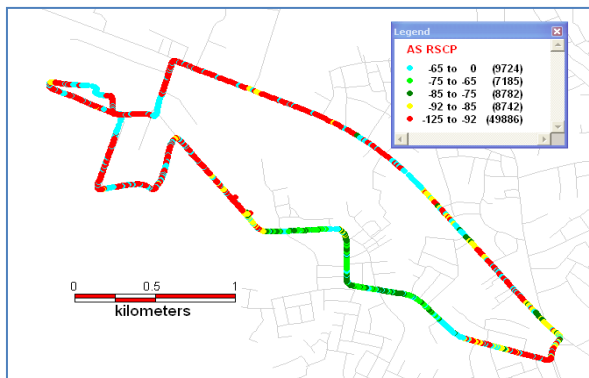 Legend
AS RSCP
-65 to 0 (9724)
-75 to -65 (7185)
-85 to -75 (8782)
-92 to -85 (8742)
-125 to -92 (49886)
0 0.5 1
kilometers